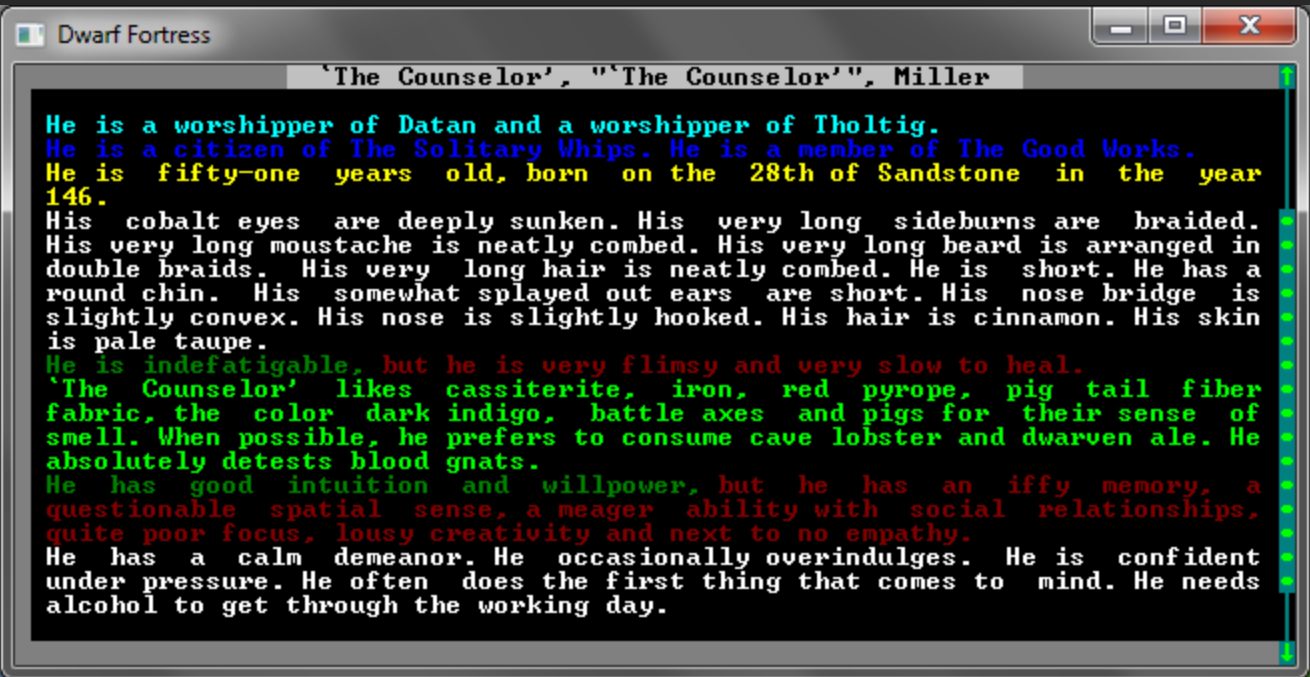 Dwarf Fortress
`The Counselor', "`The Counselor'", Miller
He is a worshipper of Datan and a worshipper of Tholtig.
He is a citizen of The Solitary Whips. He is a member of The Good Works.
He is fifty-one years old, born on the 28th of Sandstone in the year
146.
His cobalt eyes are deeply sunken. His very long sideburns are braided.
His very long moustache is neatly combed. His very long beard is arranged in
double braids. His very long hair is neatly combed. He is short. He has a
round chin. His somewhat splayed out ears are short. His nose bridge is
slightly convex. His nose is slightly hooked. His hair is cinnamon. His skin
is pale taupe.
He is indefatigable, but he is very flimsy and very slow to heal.
`The Counselor' likes cassiterite, iron, red pyrope, pig tail fiber
fabric, the color dark indigo, battle axes and pigs for their sense of
smell. When possible, he prefers to consume cave lobster and dwarven ale. He
absolutely detests blood gnats.
He has good intuition and willpower, but he has an iffy memory, a
questionable spatial sense, a meager ability with social relationships,
quite poor focus, lousy creativity and next to no empathy.
He has a calm demeanor. He occasionally overindulges. He is confident
under pressure. He often does the first thing that comes to mind. He needs
alcohol to get through the working day.